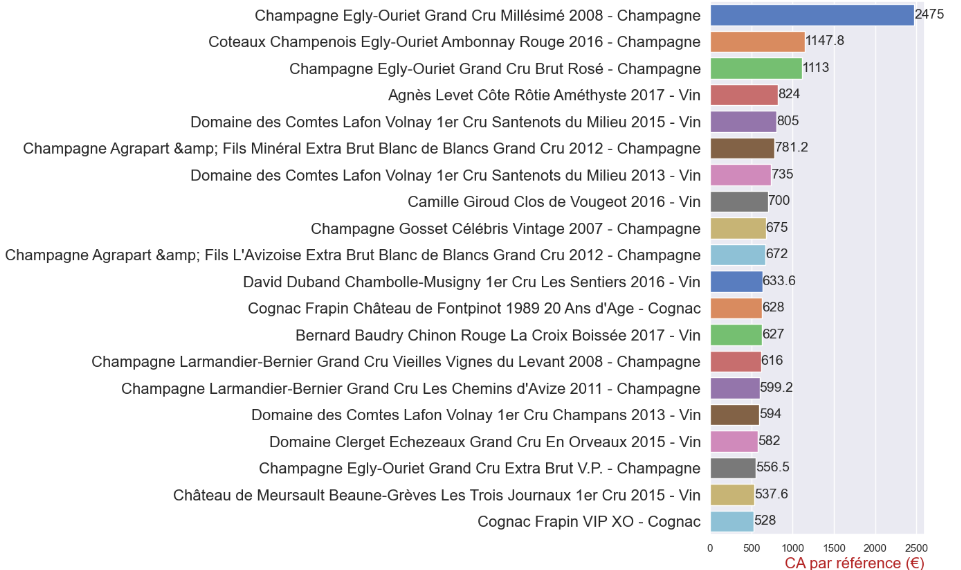 Champagne Egly-Ouriet Grand Cru Millésimé 2008 - Champagne 2475
Coteaux Champenois Egly-Ouriet Ambonnay Rouge 2016 - Champagne 1147.8
Champagne Egly-Ouriet Grand Cru Brut Rosé - Champagne 1113
Agnès Levet Côte Rôtie Améthyste 2017 - Vin 824
Domaine des Comtes Lafon Volnay 1er Cru Santenots du Milieu 2015 - Vin 805
Champagne Agrapart &amp; Fils Minéral Extra Brut Blanc de Blancs Grand Cru 2012 - Champagne 781.2
Domaine des Comtes Lafon Volnay 1er Cru Santenots du Milieu 2013 - Vin 735
Camille Giroud Clos de Vougeot 2016 - Vin 700
Champagne Gosset Célébris Vintage 2007 - Champagne 675
Champagne Agrapart &amp; Fils L'Avizoise Extra Brut Blanc de Blancs Grand Cru 2012 - Champagne 672
David Duband Chambolle-Musigny 1er Cru Les Sentiers 2016 - Vin 633.6
Cognac Frapin Château de Fontpinot 1989 20 Ans d'Age - Cognac 628
Bernard Baudry Chinon Rouge La Croix Boissée 2017 - Vin 627
Champagne Larmandier-Bernier Grand Cru Vieilles Vignes du Levant 2008 - Champagne 616
Champagne Larmandier-Bernier Grand Cru Les Chemins d'Avize 2011 - Champagne 599.2
Domaine des Comtes Lafon Volnay 1er Cru Champans 2013 - Vin 594
Domaine Clerget Echezeaux Grand Cru En Orveaux 2015 - Vin 582
Champagne Egly-Ouriet Grand Cru Extra Brut V.P. - Champagne 556.5
Château de Meursault Beaune-Grèves Les Trois Journaux 1er Cru 2015 - Vin 537.6
Cognac Frapin VIP XO - Cognac 528
0 500 1000 1500 2000 2500
CA par référence (€)